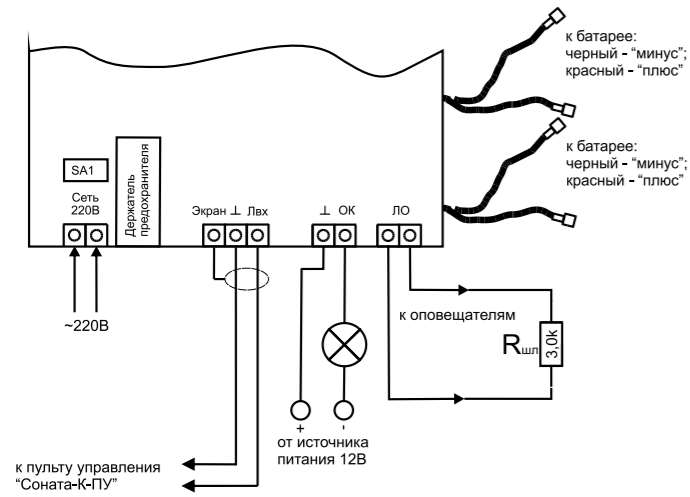 к батарее:
черный - “минус”;
красный - “плюс”
к батарее:
черный - “минус”;
красный - “плюс”
SA1
Сеть
220В
Держатель
предохранителя
Экран ⊥ Лвх
⊥ ОК
ЛО
~220В
к оповещателям
Rшл
3,0k
+ -
от источника
питания 12В
к пульту управления
“Соната-К-ПУ”